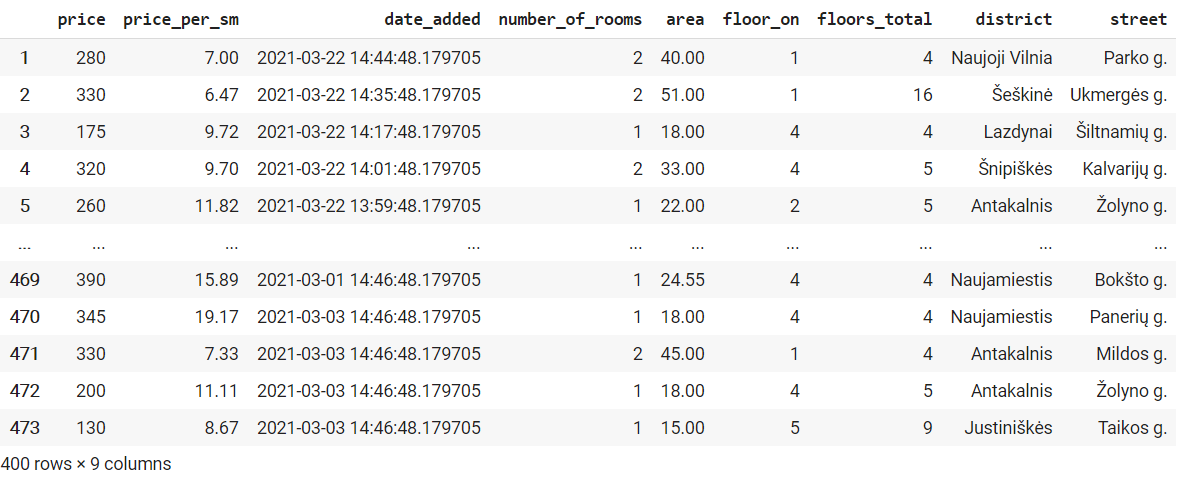 price price_per_sm date_added number_of_rooms area floor_on floors_total district street
1 280 7.00 2021-03-22 14:44:48.179705 2 40.00 1 4 Naujoji Vilnia Parko g.
2 330 6.47 2021-03-22 14:35:48.179705 2 51.00 1 16 Šeškinė Ukmergės g.
3 175 9.72 2021-03-22 14:17:48.179705 1 18.00 4 4 Lazdynai Šiltnamių g.
4 320 9.70 2021-03-22 14:01:48.179705 2 33.00 4 5 Šnipiškės Kalvarijų g.
5 260 11.82 2021-03-22 13:59:48.179705 1 22.00 2 5 Antakalnis Žolyno g.
... ... ... ... ... ... ... ... ... ...
469 390 15.89 2021-03-01 14:46:48.179705 1 24.55 4 4 Naujamiestis Bokšto g.
470 345 19.17 2021-03-03 14:46:48.179705 1 18.00 4 4 Naujamiestis Panerių g.
471 330 7.33 2021-03-03 14:46:48.179705 2 45.00 1 4 Antakalnis Mildos g.
472 200 11.11 2021-03-03 14:46:48.179705 1 18.00 4 5 Antakalnis Žolyno g.
473 130 8.67 2021-03-03 14:46:48.179705 1 15.00 5 9 Justiniškės Taikos g.
400 rows × 9 columns